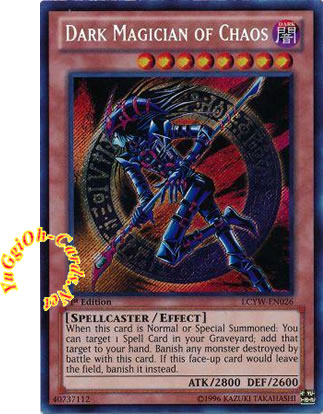 DARK MAGICIAN OF CHAOS
DARK
闇
YuGgiOh-Cards.Net
1st Edition
LCYW-EN026
[SPELLCASTER / EFFECT]
When this card is Normal or Special Summoned: You
can target 1 Spell Card in your Graveyard; add
that target to your hand. Banish any monster destroyed
by battle with this card. If this face-up card would leave
the field, banish it instead.
ATK/2800 DEF/2600
40737112
©1996 KAZUKI TAKAHASHI